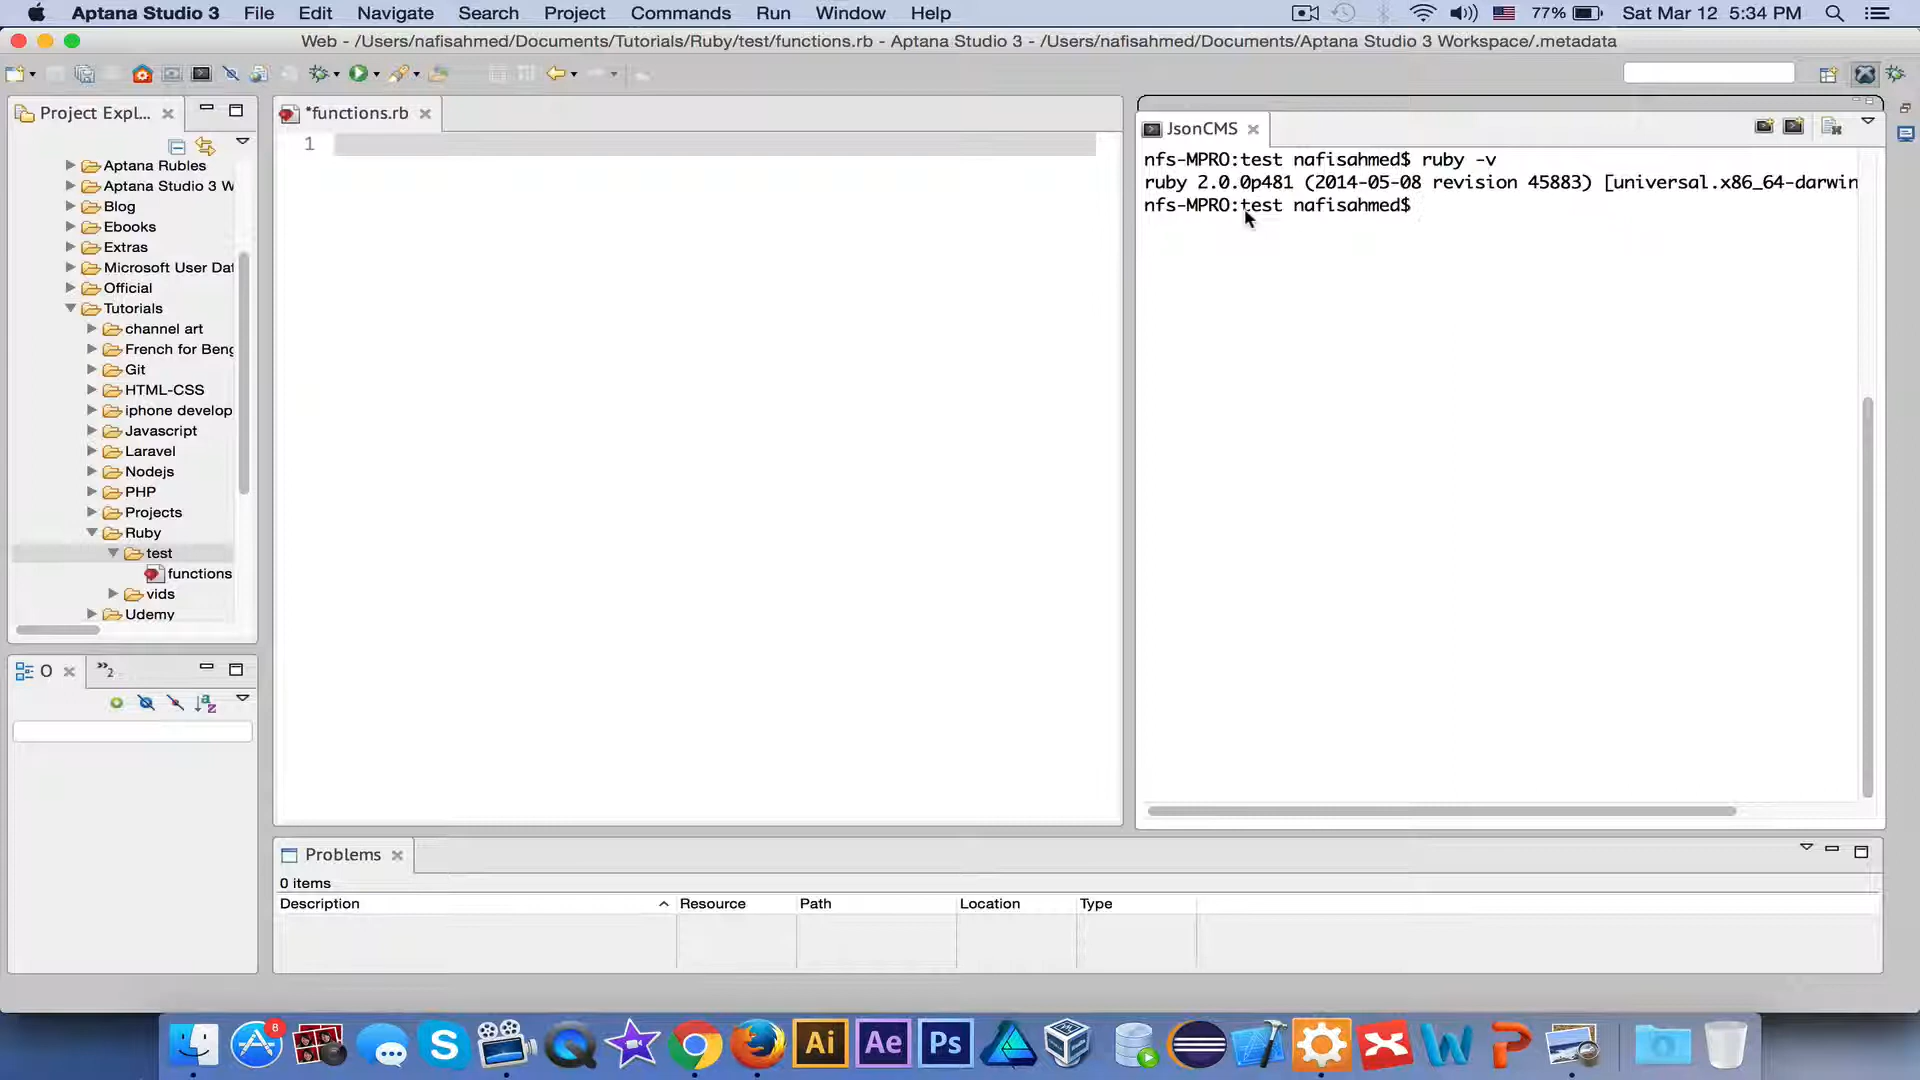 Aptana Studio 3 File Edit Navigate Search Project Commands Run Window Help 77% Sat Mar 12 5:34 PM
Web - /Users/nafisahmed/Documents/Tutorials/Ruby/test/functions.rb - Aptana Studio 3 - /Users/nafisahmed/Documents/Aptana Studio 3 Workspace/.metadata
Project Expl...
Aptana Rubles
Aptana Studio 3 W
Blog
Ebooks
Extras
Microsoft User Dat
Official
Tutorials
channel art
French for Beng
Git
HTML-CSS
iphone develop
Javascript
Laravel
Nodejs
PHP
Projects
Ruby
test
functions
vids
Udemy
O
»2
a
z
*functions.rb
1
JsonCMS
nfs-MPRO:test nafisahmed$ ruby -v
ruby 2.0.0p481 (2014-05-08 revision 45883) [universal.x86_64-darwin
nfs-MPRO:test nafisahmed$
Problems
0 items
Description Resource Path Location Type
8
S
Ai
Ae
Ps
W
P